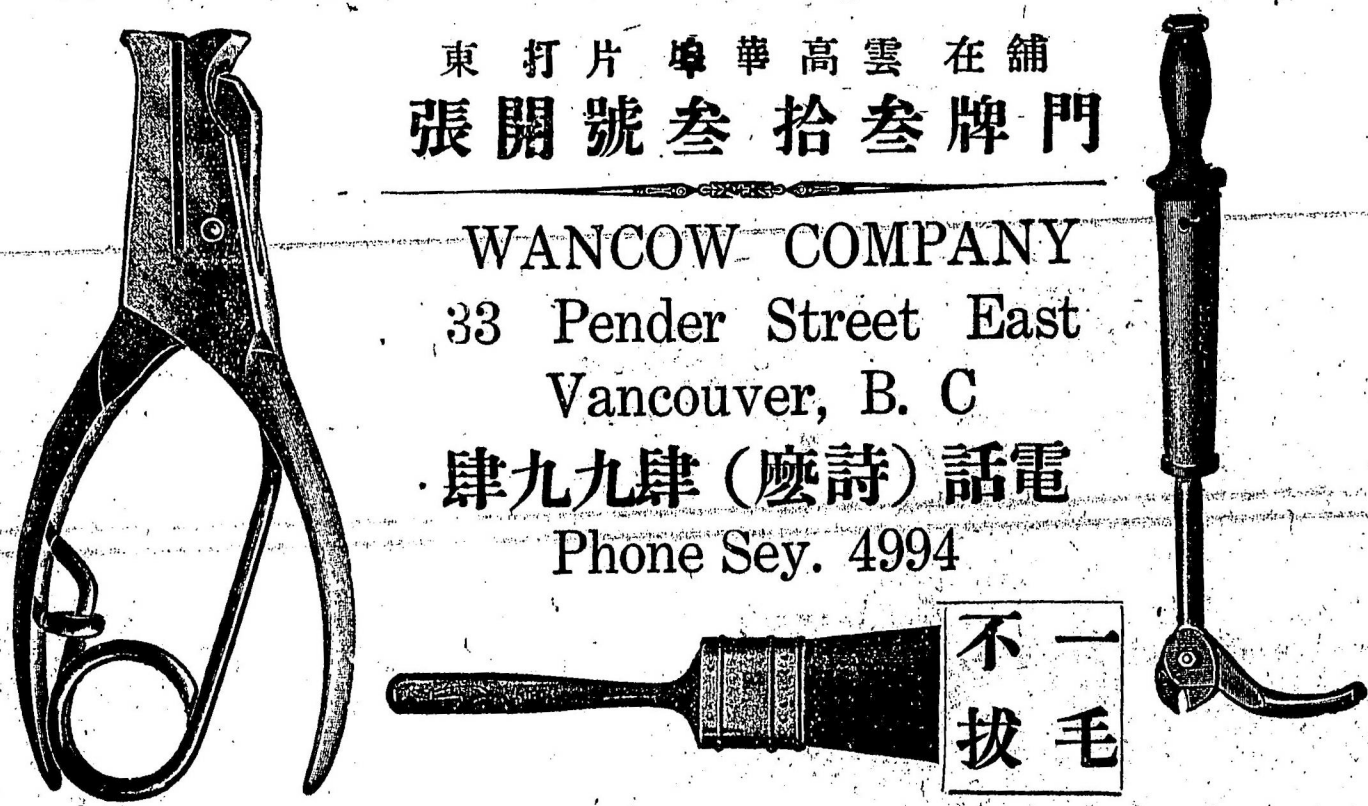 舖在雲高華埠片打東
門牌叁拾叁號開張
WANCOW COMPANY
33 Pender Street East
Vancouver, B. C
電話（詩麼）肆九九肆
Phone Sey. 4994
一毛
不拔